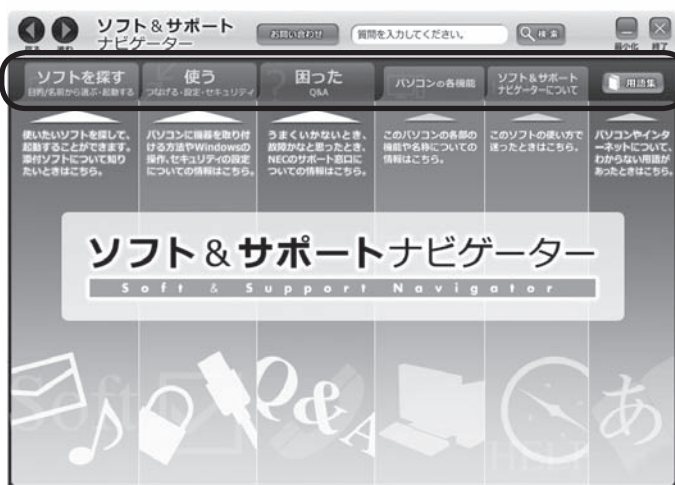 ソフト&サポート
ナビゲーター
お問い合わせ
質問を入力してください。
検索
戻る 進む
最小化 終了
ソフトを探す
目的/名前から選ぶ・起動する
使う
つなげる・設定・セキュリティ
困った
Q&A
パソコンの各機能
ソフト&サポート
ナビゲーターについて
用語集
使いたいソフトを探して、
起動することができます。
添付ソフトについて知り
たいときはこちら。
パソコンに機器を取り付
ける方法やWindowsの
操作、セキュリティの設定
についての情報はこちら。
うまくいかないとき、
故障かなと思ったとき、
NECのサポート窓口に
ついての情報はこちら。
このパソコンの各部の
機能や名称についての
情報はこちら。
このソフトの使い方で
迷ったときはこちら。
パソコンやインタ
ーネットについて、
わからない用語が
あったときはこちら。
ソフト&サポートナビゲーター
Soft & Support Navigator
Soft
Q&A
HELP
あ